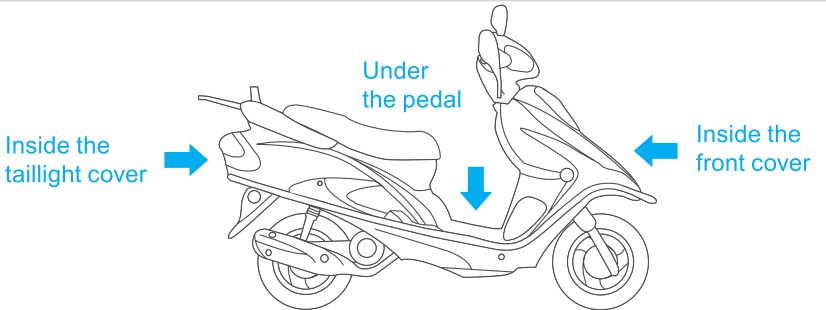 Under
the pedal
Inside the
taillight cover
Inside the
front cover